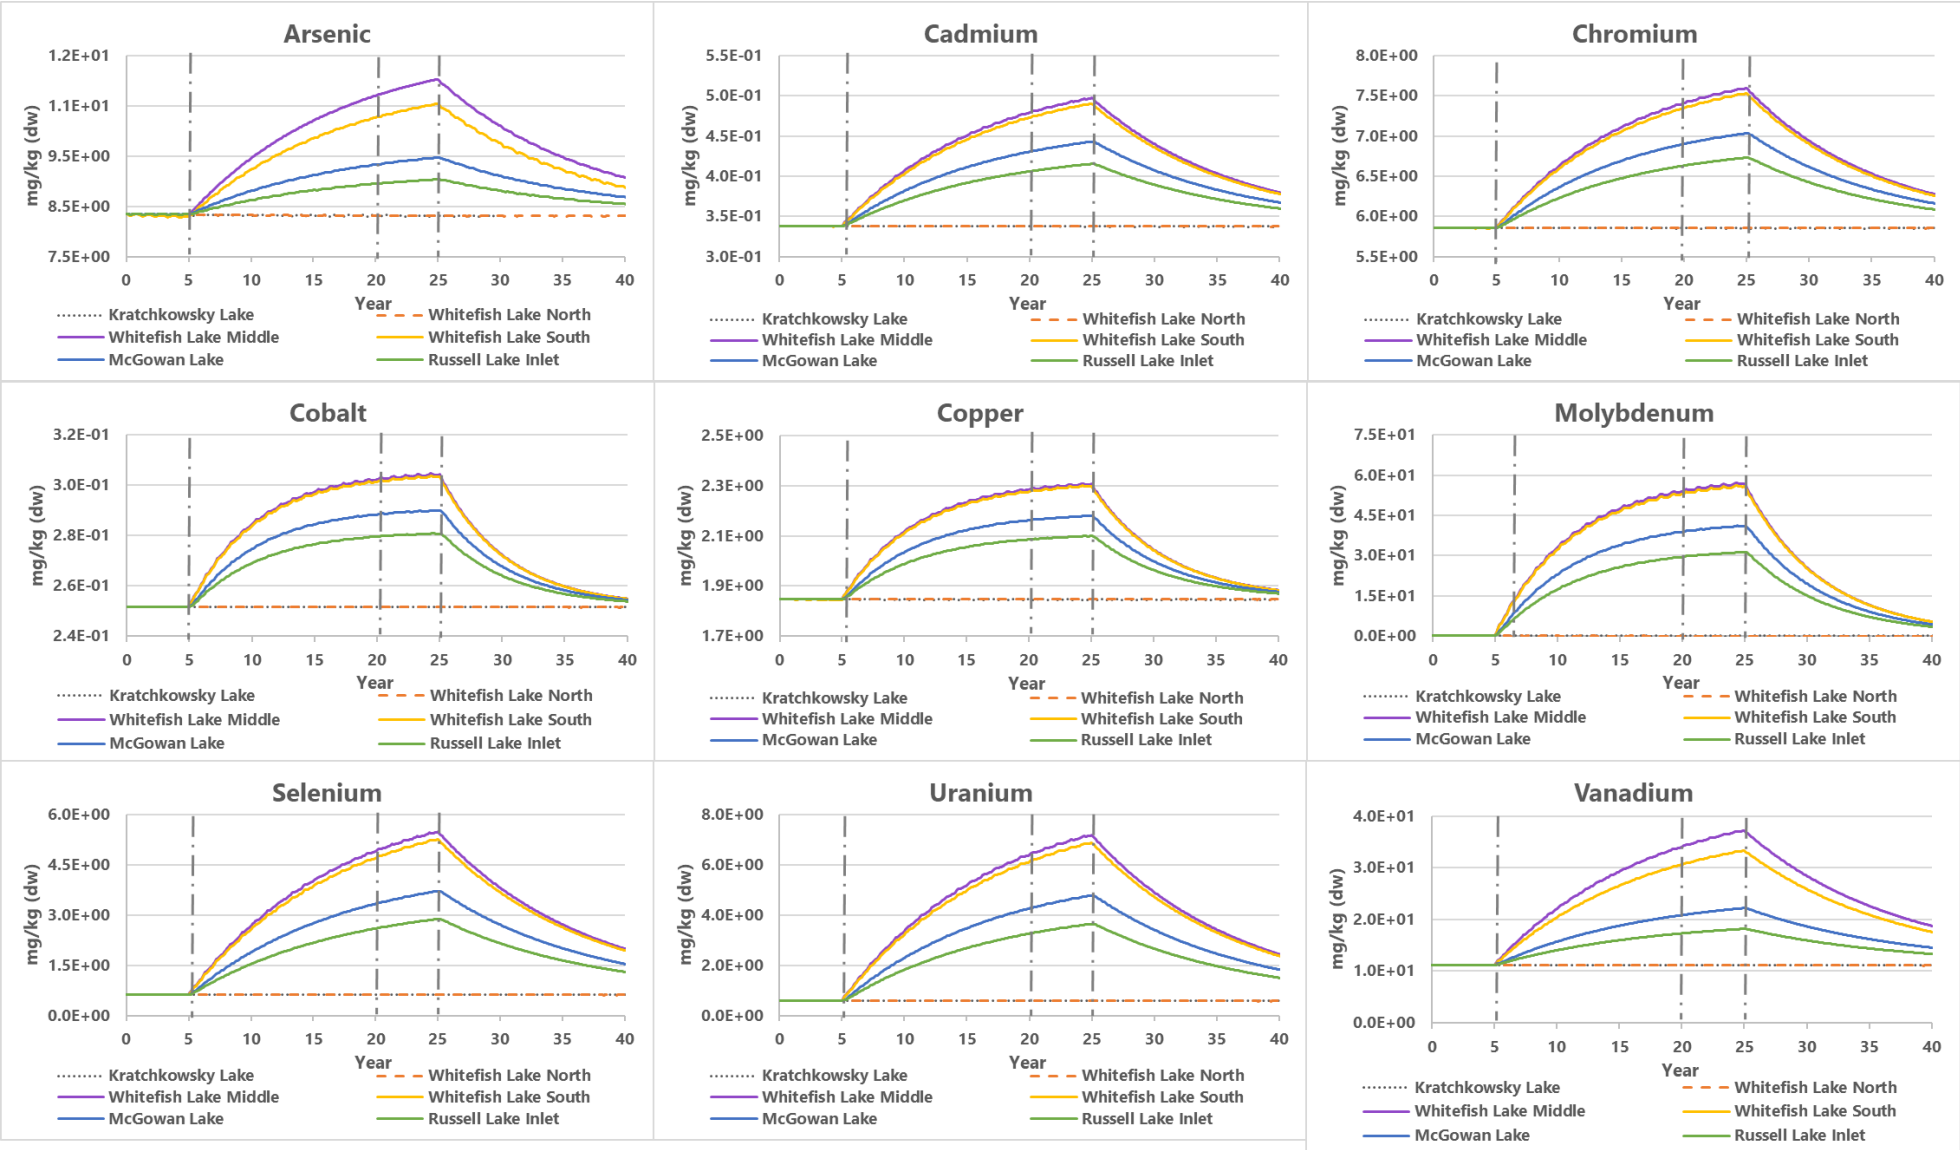 Arsenic
1.2E+01
1.1E+01
9.5E+00
8.5E+00
7.5E+00
mg/kg (dw)
0 5 10 15 20 25 30 35 40
Year
Kratchkowsky Lake Whitefish Lake North
Whitefish Lake Middle Whitefish Lake South
McGowan Lake Russell Lake Inlet
Cadmium
5.5E-01
5.0E-01
4.5E-01
4.0E-01
3.5E-01
3.0E-01
mg/kg (dw)
0 5 10 15 20 25 30 35 40
Year
Kratchkowsky Lake Whitefish Lake North
Whitefish Lake Middle Whitefish Lake South
McGowan Lake Russell Lake Inlet
Chromium
8.0E+00
7.5E+00
7.0E+00
6.5E+00
6.0E+00
5.5E+00
mg/kg (dw)
0 5 10 15 20 25 30 35 40
Year
Kratchkowsky Lake Whitefish Lake North
Whitefish Lake Middle Whitefish Lake South
McGowan Lake Russell Lake Inlet
Cobalt
3.2E-01
3.0E-01
2.8E-01
2.6E-01
2.4E-01
mg/kg (dw)
0 5 10 15 20 25 30 35 40
Year
Kratchkowsky Lake Whitefish Lake North
Whitefish Lake Middle Whitefish Lake South
McGowan Lake Russell Lake Inlet
Copper
2.5E+00
2.3E+00
2.1E+00
1.9E+00
1.7E+00
mg/kg (dw)
0 5 10 15 20 25 30 35 40
Year
Kratchkowsky Lake Whitefish Lake North
Whitefish Lake Middle Whitefish Lake South
McGowan Lake Russell Lake Inlet
Molybdenum
7.5E+01
6.0E+01
4.5E+01
3.0E+01
1.5E+01
0.0E+00
mg/kg (dw)
0 5 10 15 20 25 30 35 40
Year
Kratchkowsky Lake Whitefish Lake North
Whitefish Lake Middle Whitefish Lake South
McGowan Lake Russell Lake Inlet
Selenium
6.0E+00
4.5E+00
3.0E+00
1.5E+00
0.0E+00
mg/kg (dw)
0 5 10 15 20 25 30 35 40
Year
Kratchkowsky Lake Whitefish Lake North
Whitefish Lake Middle Whitefish Lake South
McGowan Lake Russell Lake Inlet
Uranium
8.0E+00
6.0E+00
4.0E+00
2.0E+00
0.0E+00
mg/kg (dw)
0 5 10 15 20 25 30 35 40
Year
Kratchkowsky Lake Whitefish Lake North
Whitefish Lake Middle Whitefish Lake South
McGowan Lake Russell Lake Inlet
Vanadium
4.0E+01
3.0E+01
2.0E+01
1.0E+01
0.0E+00
mg/kg (dw)
0 5 10 15 20 25 30 35 40
Year
Kratchkowsky Lake Whitefish Lake North
Whitefish Lake Middle Whitefish Lake South
McGowan Lake Russell Lake Inlet